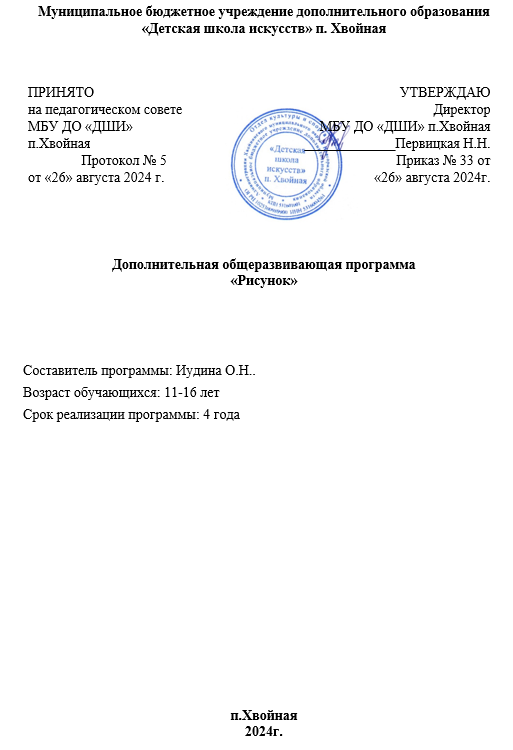 Муниципальное бюджетное учреждение дополнительного образования
«Детская школа искусств» п. Хвойная
ПРИНЯТО
на педагогическом совете
МБУ ДО «ДШИ»
п.Хвойная
Протокол № 5
от «26» августа 2024 г.
УТВЕРЖДАЮ
Директор
МБУ ДО «ДШИ» п.Хвойная
_____________Первицкая Н.Н.
Приказ № 33 от
«26» августа 2024г.
«Детская
школа
искусств»
п. Хвойная
Дополнительная общеразвивающая программа
«Рисунок»
Составитель программы: Иудина О.Н..
Возраст обучающихся: 11-16 лет
Срок реализации программы: 4 года
п.Хвойная
2024г.